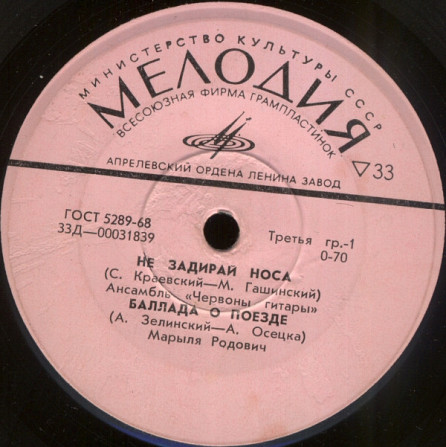 МИНИСТЕРСТВО КУЛЬТУРЫ СССР
МЕЛОДИЯ
ВСЕСОЮЗНАЯ ФИРМА ГРАМПЛАСТИНОК
АПРЕЛЕВСКИЙ ОРДЕНА ЛЕНИНА ЗАВОД
▽33
ГОСТ 5289-68
33Д—00031839
Третья гр.-1
0-70
НЕ ЗАДИРАЙ НОСА
(С. Краевский—М. Гашинский)
Ансамбль «Червоны гитары»
БАЛЛАДА О ПОЕЗДЕ
(А. Зелинский—А. Осецка)
Марыля Родович